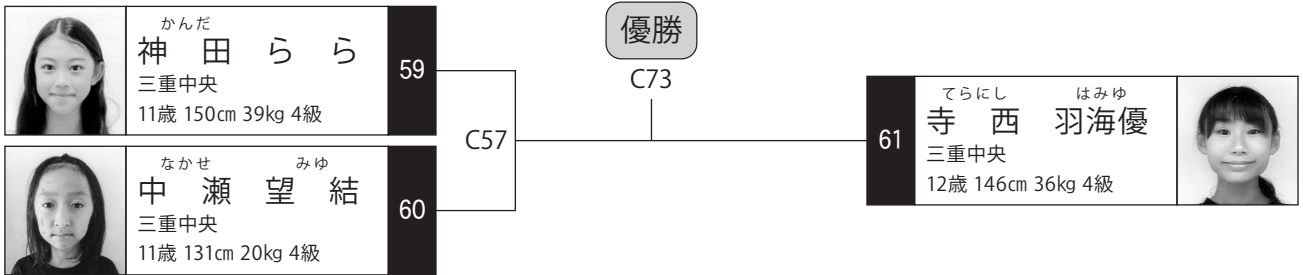 かんだ
神 田 ら ら
三重中央
11歳 150cm 39kg 4級
59
なかせ みゆ
中 瀬 望 結
三重中央
11歳 131cm 20kg 4級
60
C57
優勝
C73
61
てらにし はみゆ
寺 西 羽海優
三重中央
12歳 146cm 36kg 4級